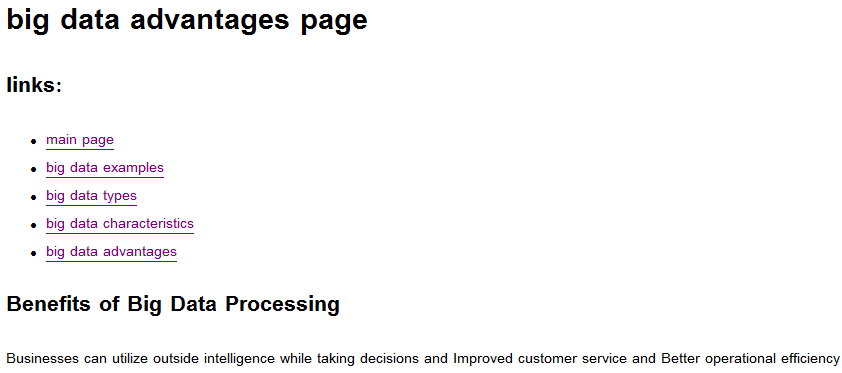 big data advantages page
links:
main page
big data examples
big data types
big data characteristics
big data advantages
Benefits of Big Data Processing
Businesses can utilize outside intelligence while taking decisions and Improved customer service and Better operational efficiency